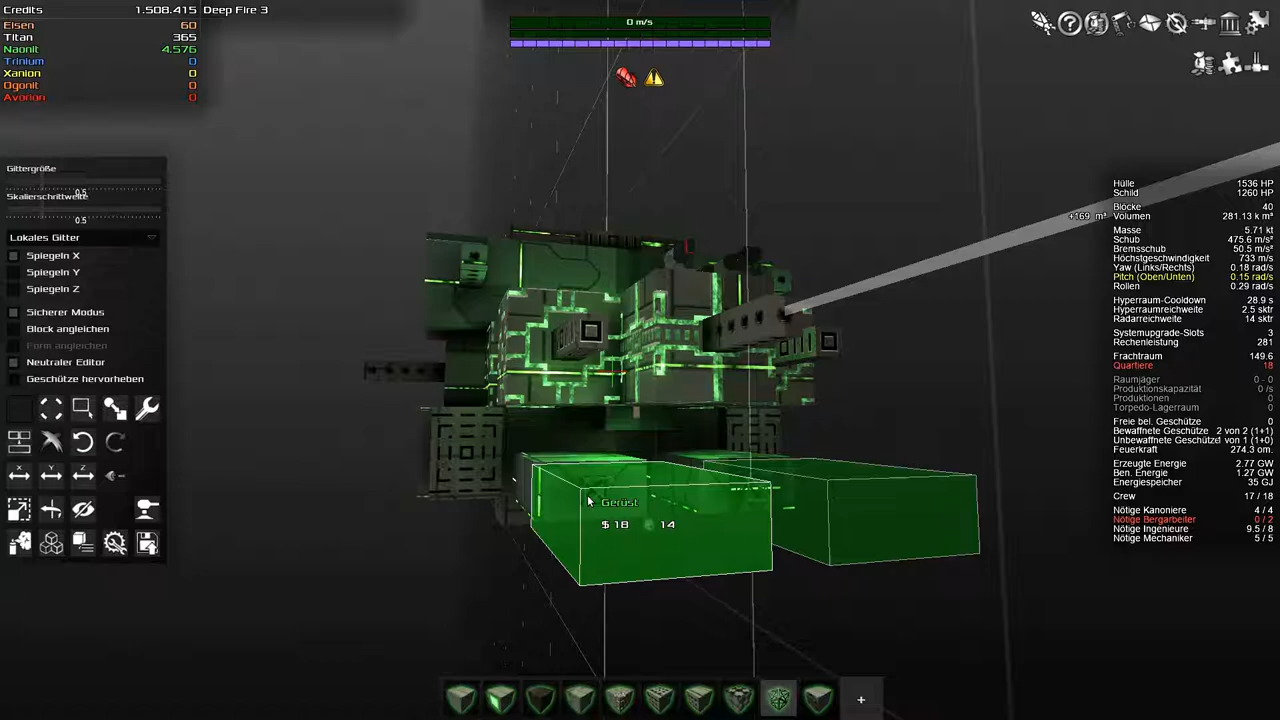 Credits 1.508.415 Deep Fire 3
Eisen 60
Titan 365
Naonit 4.576
Trinium 0
Xanion 0
Ogonit 0
Avorion 0
0 m/s
Gittergröße
0.5
Skalierschrittweite
0.5
Lokales Gitter
Spiegeln X
Spiegeln Y
Spiegeln Z
Sicherer Modus
Block angleichen
Form angleichen
Neutraler Editor
Geschütze hervorheben
X Y Z
Gerüst
$ 18 14
Hülle 1536 HP
Schild 1260 HP
Blöcke 40
+169 m³ Volumen 281.13 k m³
Masse 5.71 kt
Schub 475.6 m/s²
Bremsschub 50.5 m/s²
Höchstgeschwindigkeit 733 m/s
Yaw (Links/Rechts) 0.18 rad/s
Pitch (Oben/Unten) 0.15 rad/s
Rollen 0.29 rad/s
Hyperraum-Cooldown 28.9 s
Hyperraumreichweite 2.5 sktr
Radarreichweite 14 sktr
Systemupgrade-Slots 3
Rechenleistung 281
Frachtraum 149.6
Quartiere 18
Raumjäger 0 - 0
Produktionskapazität 0 /s
Produktionen 0
Torpedo-Lagerraum 0
Freie bel. Geschütze 0
Bewaffnete Geschütze 2 von 2 (1+1)
Unbewaffnete Geschütz 1 von 1 (1+0)
Feuerkraft 274.3 om.
Erzeugte Energie 2.77 GW
Ben. Energie 1.27 GW
Energiespeicher 35 GJ
Crew 17 / 18
Nötige Kanoniere 4 / 4
Nötige Bergarbeiter 0 / 2
Nötige Ingenieure 9.5 / 8
Nötige Mechaniker 5 / 5
+